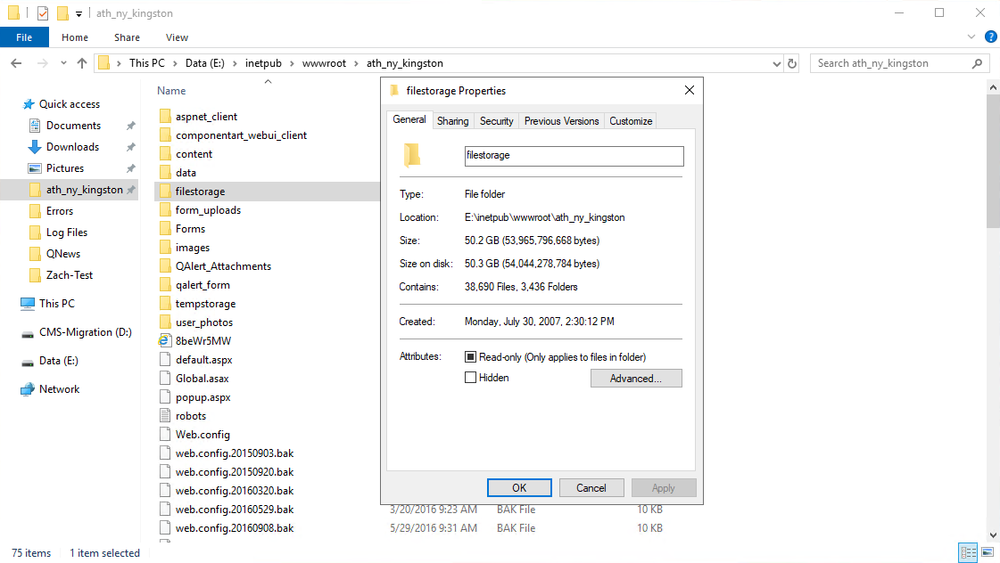 ath_ny_kingston
File Home Share View
This PC Data (E:) inetpub wwwroot ath_ny_kingston
Search ath_ny_kingston
Quick access
Documents
Downloads
Pictures
ath_ny_kingston
Errors
Log Files
QNews
Zach-Test
This PC
CMS-Migration (D:)
Data (E:)
Network
Name
aspnet_client
componentart_webui_client
content
data
filestorage
form_uploads
Forms
images
QAlert_Attachments
qalert_form
tempstorage
user_photos
8beWr5MW
default.aspx
Global.asax
popup.aspx
robots
Web.config
web.config.20150903.bak
web.config.20150920.bak
web.config.20160320.bak
web.config.20160529.bak 3/20/2016 9:23 AM BAK File 10 KB
web.config.20160908.bak 5/29/2016 9:31 AM BAK File 10 KB
filestorage Properties
General Sharing Security Previous Versions Customize
filestorage
Type: File folder
Location: E:\inetpub\wwwroot\ath_ny_kingston
Size: 50.2 GB (53,965,796,668 bytes)
Size on disk: 50.3 GB (54,044,278,784 bytes)
Contains: 38,690 Files, 3,436 Folders
Created: Monday, July 30, 2007, 2:30:12 PM
Attributes: Read-only (Only applies to files in folder)
Hidden Advanced...
OK Cancel Apply
75 items 1 item selected